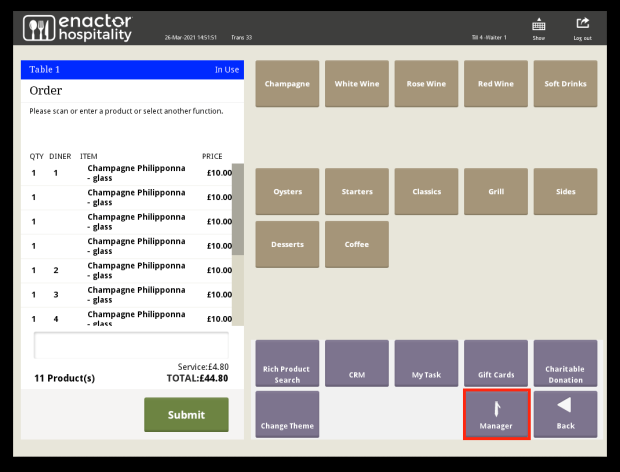 enactor
hospitality
26-Mar-2021 14:51:51 Trans 33
Till 4 -Waiter 1
Show
Log out
Table 1 In Use
Order
Please scan or enter a product or select another function.
QTY DINER ITEM PRICE
1 1 Champagne Philipponna £10.00
- glass
1 Champagne Philipponna £10.00
- glass
1 Champagne Philipponna £10.00
- glass
1 Champagne Philipponna £10.00
- glass
1 2 Champagne Philipponna £10.00
- glass
1 3 Champagne Philipponna £10.00
- glass
1 4 Champagne Philipponna £10.00
- glass
Service:£4.80
11 Product(s) TOTAL:£44.80
Submit
Champagne White Wine Rose Wine Red Wine Soft Drinks
Oysters Starters Classics Grill Sides
Desserts Coffee
Rich Product
Search
CRM
My Task
Gift Cards
Charitable
Donation
Change Theme
Manager
Back